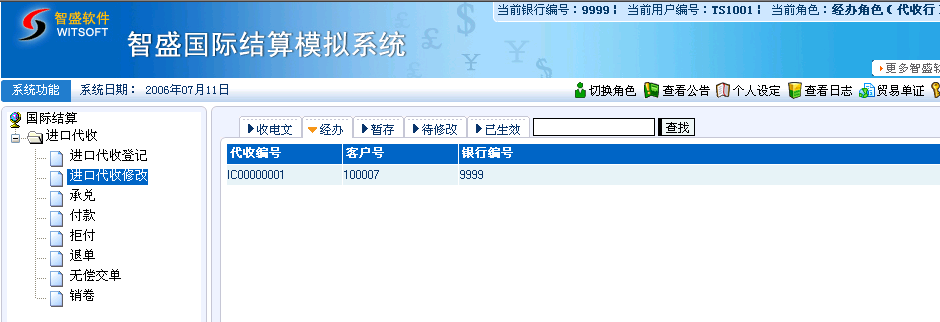 当前银行编号：9999 ¦ 当前用户编号：TS1001 ¦ 当前角色：经办角色 ( 代收行
智盛软件
WITSOFT
智盛国际结算模拟系统
更多智盛软
系统功能 系统日期： 2006年07月11日 切换角色 查看公告 个人设定 查看日志 贸易单证
国际结算
进口代收
进口代收登记
进口代收修改
承兑
付款
拒付
退单
无偿交单
销卷
收电文 经办 暂存 待修改 已生效 查找
代收编号 客户号 银行编号
IC00000001 100007 9999